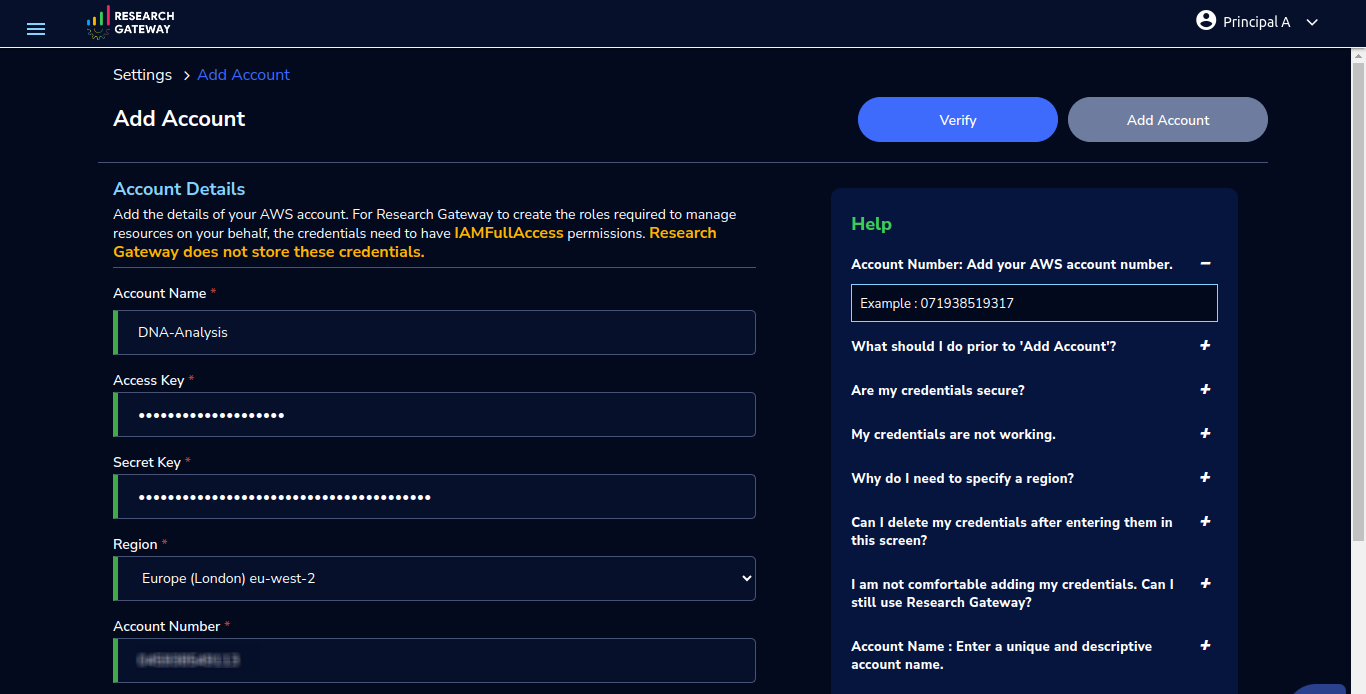 RESEARCH
GATEWAY
Principal A
Settings > Add Account
Add Account
Verify
Add Account
Account Details
Add the details of your AWS account. For Research Gateway to create the roles required to manage
resources on your behalf, the credentials need to have IAMFullAccess permissions. Research
Gateway does not store these credentials.
Account Name *
DNA-Analysis
Access Key *
Secret Key *
Region *
Europe (London) eu-west-2
Account Number *
Help
Account Number: Add your AWS account number.
Example : 071938519317
What should I do prior to 'Add Account'?
Are my credentials secure?
My credentials are not working.
Why do I need to specify a region?
Can I delete my credentials after entering them in
this screen?
I am not comfortable adding my credentials. Can I
still use Research Gateway?
Account Name : Enter a unique and descriptive
account name.